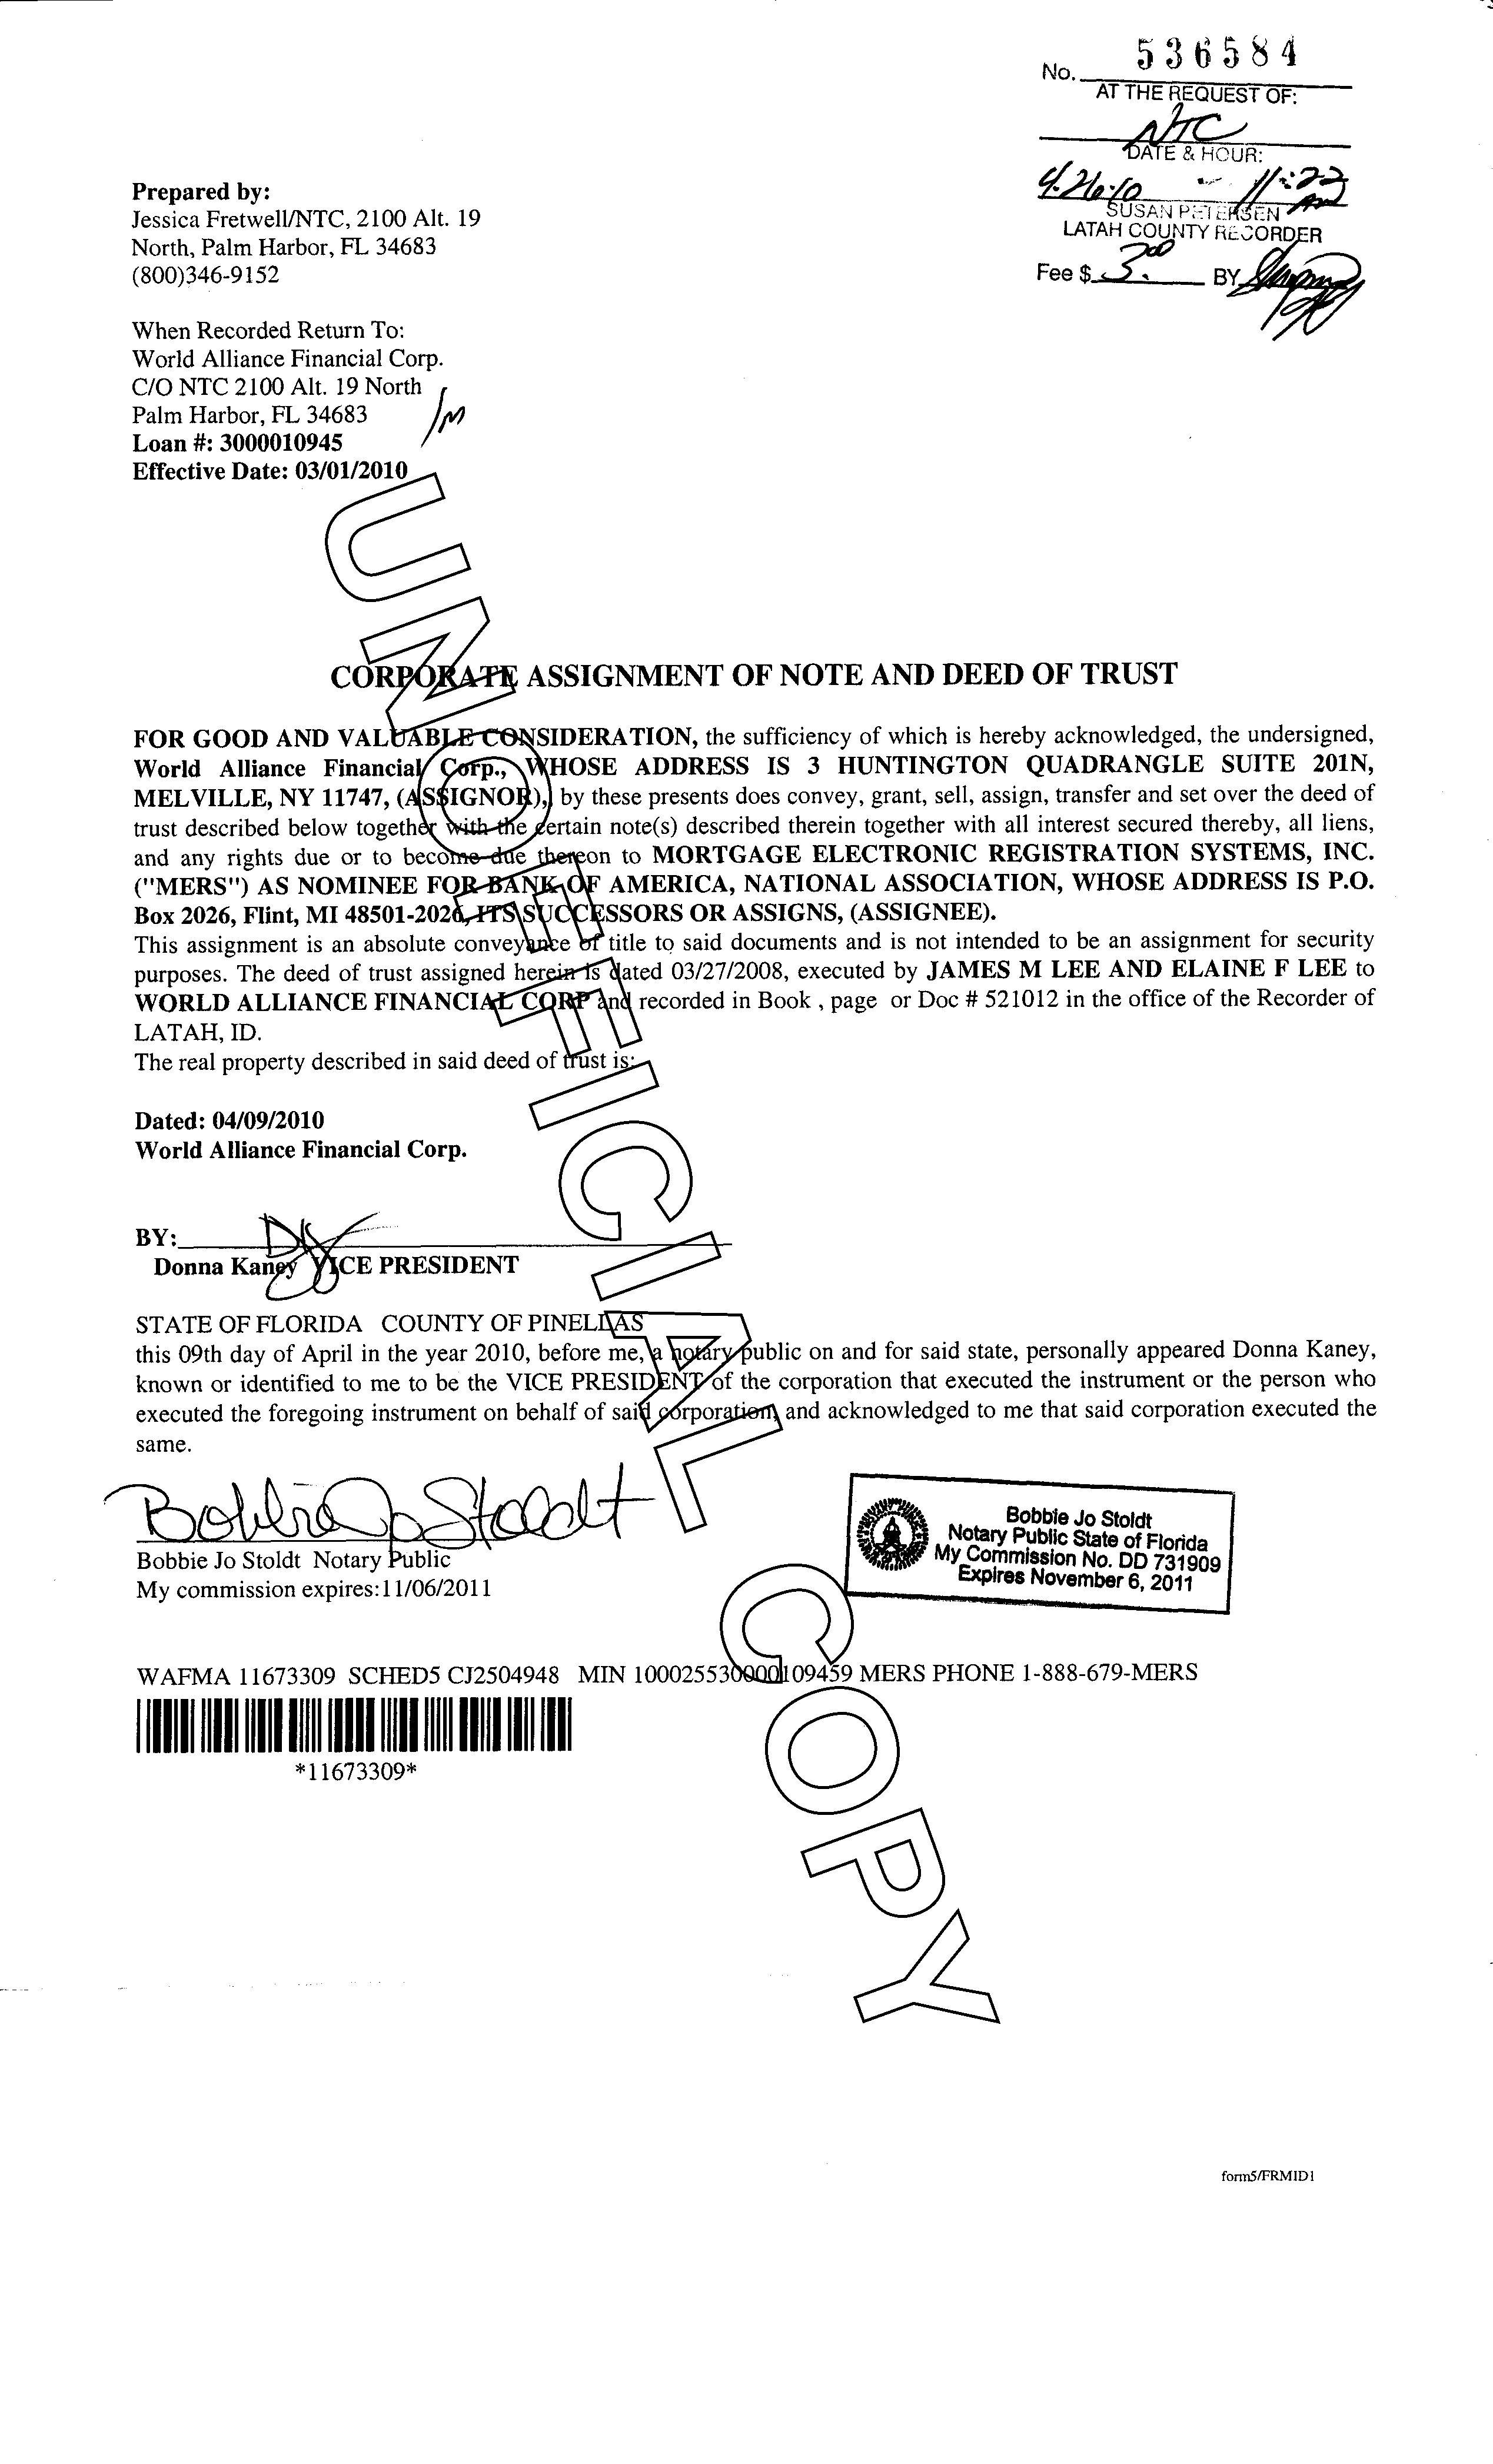 No. 536584
AT THE REQUEST OF:
NTC
DATE & HOUR:
4.26.10 - 11:22 AM
SUSAN PETERSEN
LATAH COUNTY RECORDER
Fee $ 3.00 BY
Prepared by:
Jessica Fretwell/NTC, 2100 Alt. 19
North, Palm Harbor, FL 34683
(800)346-9152
When Recorded Return To:
World Alliance Financial Corp.
C/O NTC 2100 Alt. 19 North
Palm Harbor, FL 34683
Loan #: 3000010945
Effective Date: 03/01/2010
UNOFFICIAL COPY
CORPORATE ASSIGNMENT OF NOTE AND DEED OF TRUST
FOR GOOD AND VALUABLE CONSIDERATION, the sufficiency of which is hereby acknowledged, the undersigned,
World Alliance Financial Corp., WHOSE ADDRESS IS 3 HUNTINGTON QUADRANGLE SUITE 201N,
MELVILLE, NY 11747, (ASSIGNOR), by these presents does convey, grant, sell, assign, transfer and set over the deed of
trust described below together with the certain note(s) described therein together with all interest secured thereby, all liens,
and any rights due or to become due thereon to MORTGAGE ELECTRONIC REGISTRATION SYSTEMS, INC.
("MERS") AS NOMINEE FOR BANK OF AMERICA, NATIONAL ASSOCIATION, WHOSE ADDRESS IS P.O.
Box 2026, Flint, MI 48501-2026, ITS SUCCESSORS OR ASSIGNS, (ASSIGNEE).
This assignment is an absolute conveyance of title to said documents and is not intended to be an assignment for security
purposes. The deed of trust assigned herein is dated 03/27/2008, executed by JAMES M LEE AND ELAINE F LEE to
WORLD ALLIANCE FINANCIAL CORP and recorded in Book , page or Doc # 521012 in the office of the Recorder of
LATAH, ID.
The real property described in said deed of trust is:
Dated: 04/09/2010
World Alliance Financial Corp.
BY:
Donna Kaney VICE PRESIDENT
STATE OF FLORIDA COUNTY OF PINELLAS
this 09th day of April in the year 2010, before me, a notary public on and for said state, personally appeared Donna Kaney,
known or identified to me to be the VICE PRESIDENT of the corporation that executed the instrument or the person who
executed the foregoing instrument on behalf of said corporation, and acknowledged to me that said corporation executed the
same.
Bobbie Jo Stoldt
Bobbie Jo Stoldt Notary Public
My commission expires:11/06/2011
Bobbie Jo Stoldt
Notary Public State of Florida
My Commission No. DD 731909
Expires November 6, 2011
WAFMA 11673309 SCHED5 CJ2504948 MIN 100025530000109459 MERS PHONE 1-888-679-MERS
*11673309*
form5/FRMID1